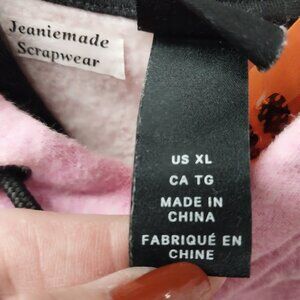 Jeaniemade
Scrapwear
US XL
CA TG
MADE IN
CHINA
FABRIQUÉ EN
CHINE